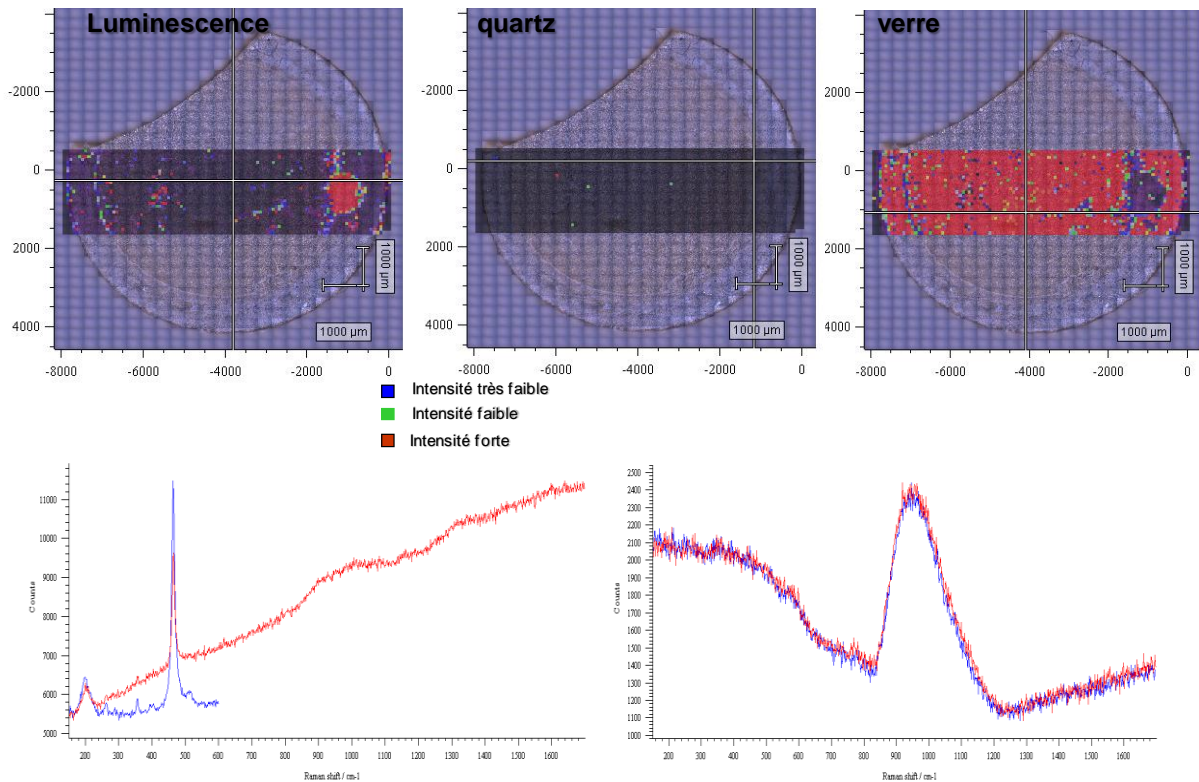 Luminescence
quartz
verre
-2000
0
2000
4000
-8000
-6000
-4000
-2000
0
1000 µm
1000 µm
-2000
0
2000
4000
-8000
-6000
-4000
-2000
0
1000 µm
1000 µm
-2000
0
2000
4000
-8000
-6000
-4000
-2000
0
1000 µm
1000 µm
Intensité très faible
Intensité faible
Intensité forte
11000
10000
9000
8000
7000
6000
5000
Counts
200 300 400 500 600 700 800 900 1000 1100 1200 1300 1400 1500 1600
Raman shift / cm-1
2500
2400
2300
2200
2100
2000
1900
1800
1700
1600
1500
1400
1300
1200
1100
1000
Counts
200 300 400 500 600 700 800 900 1000 1100 1200 1300 1400 1500 1600
Raman shift / cm-1